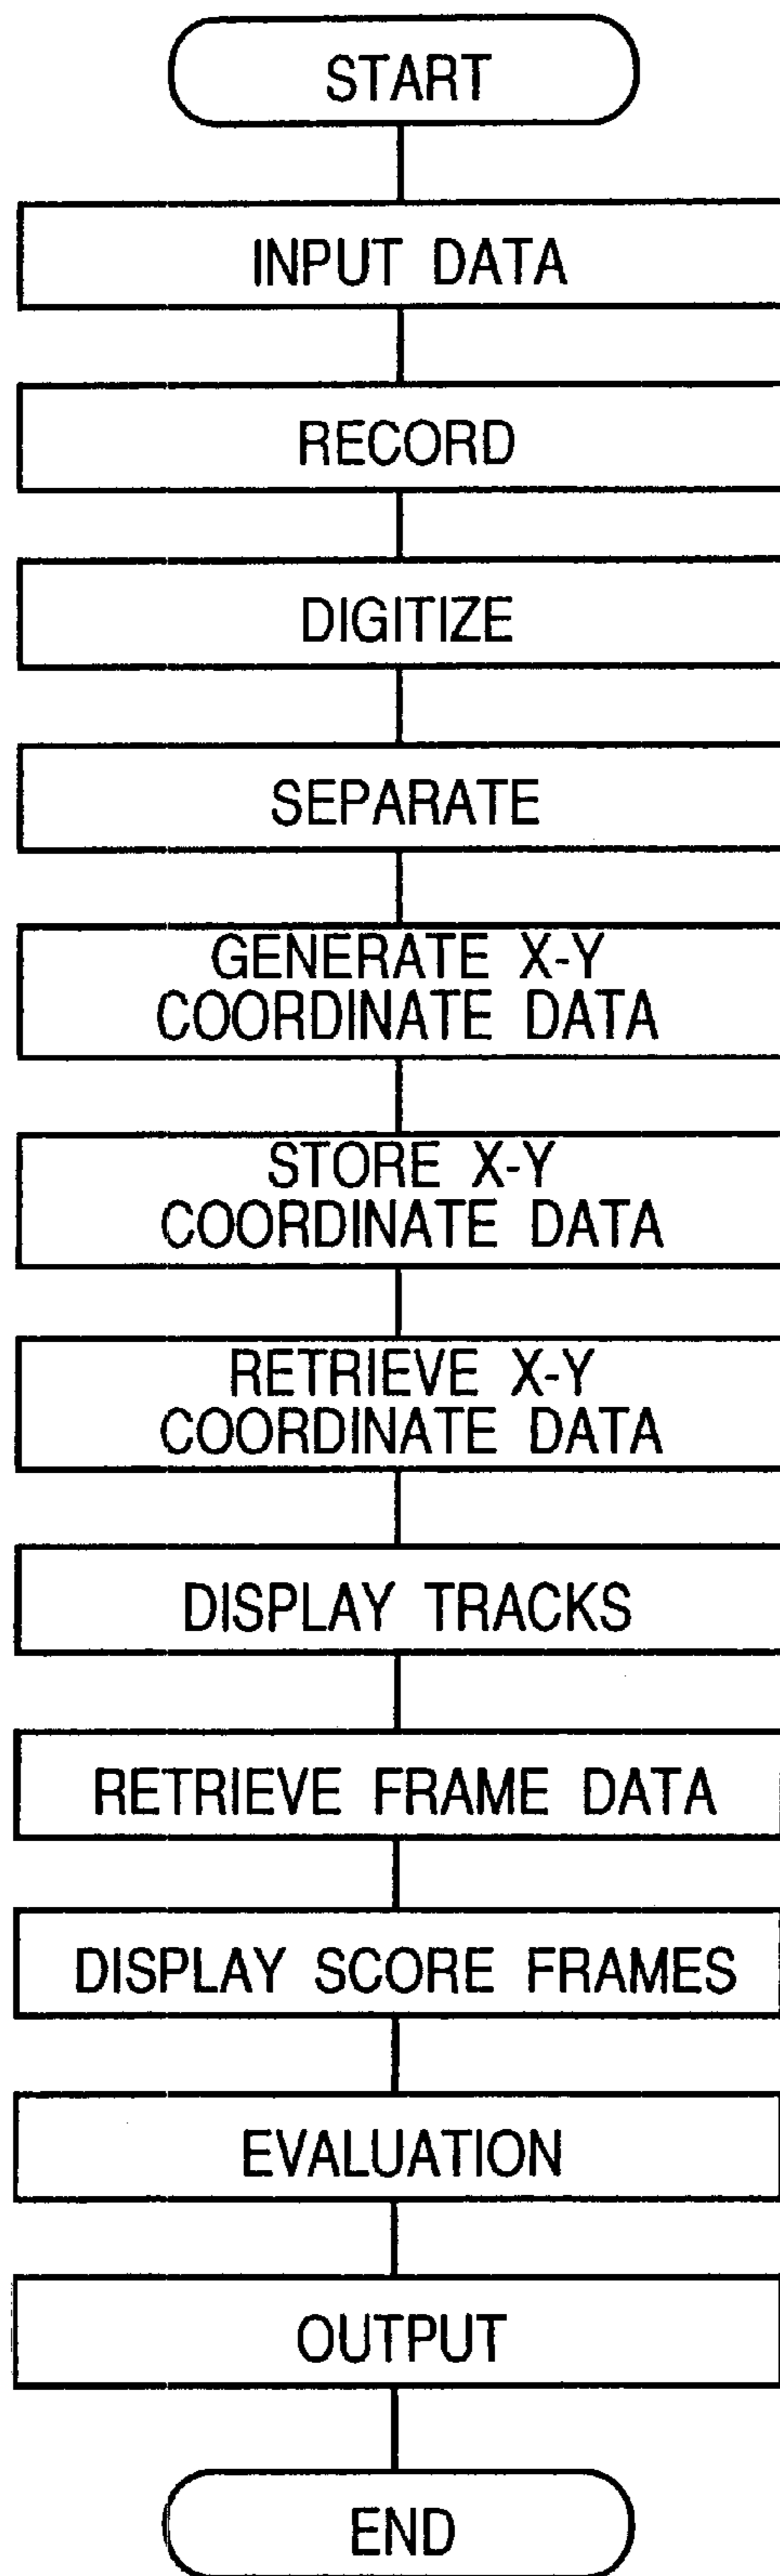 START
INPUT DATA
RECORD
DIGITIZE
SEPARATE
GENERATE X-Y
COORDINATE DATA
STORE X-Y
COORDINATE DATA
RETRIEVE X-Y
COORDINATE DATA
DISPLAY TRACKS
RETRIEVE FRAME DATA
DISPLAY SCORE FRAMES
EVALUATION
OUTPUT
END